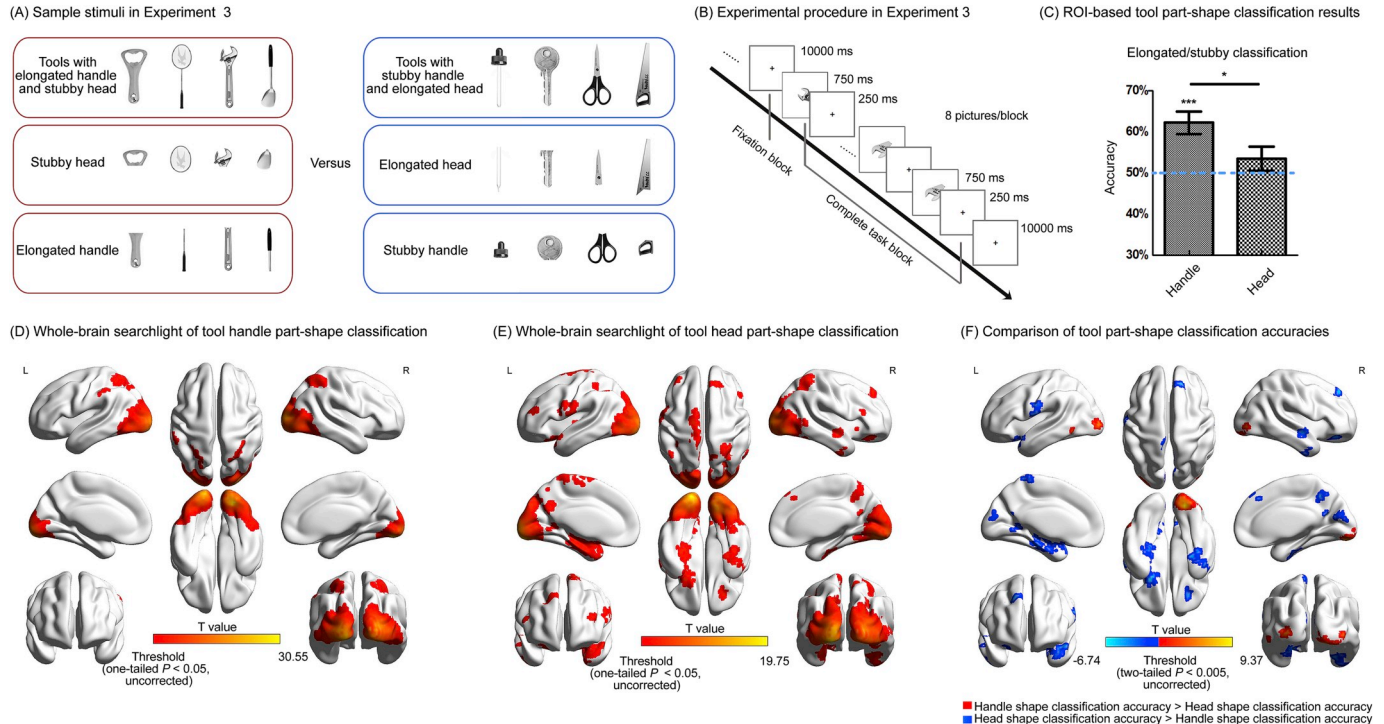 (A) Sample stimuli in Experiment 3
Tools with
elongated handle
and stubby head
Stubby head
Elongated handle
Versus
Tools with
stubby handle
and elongated head
Elongated head
Stubby handle
(B) Experimental procedure in Experiment 3
10000 ms
750 ms
250 ms
8 pictures/block
Fixation block
750 ms
250 ms
10000 ms
Complete task block
(C) ROI-based tool part-shape classification results
Elongated/stubby classification
*
***
70%
60%
50%
40%
30%
Accuracy
Handle
Head
(D) Whole-brain searchlight of tool handle part-shape classification
L
R
T value
Threshold
30.55
(one-tailed P < 0.05,
uncorrected)
(E) Whole-brain searchlight of tool head part-shape classification
L
R
T value
Threshold
19.75
(one-tailed P < 0.05,
uncorrected)
(F) Comparison of tool part-shape classification accuracies
L
R
T value
-6.74
Threshold
9.37
(two-tailed P < 0.005,
uncorrected)
Handle shape classification accuracy > Head shape classification accuracy
Head shape classification accuracy > Handle shape classification accuracy